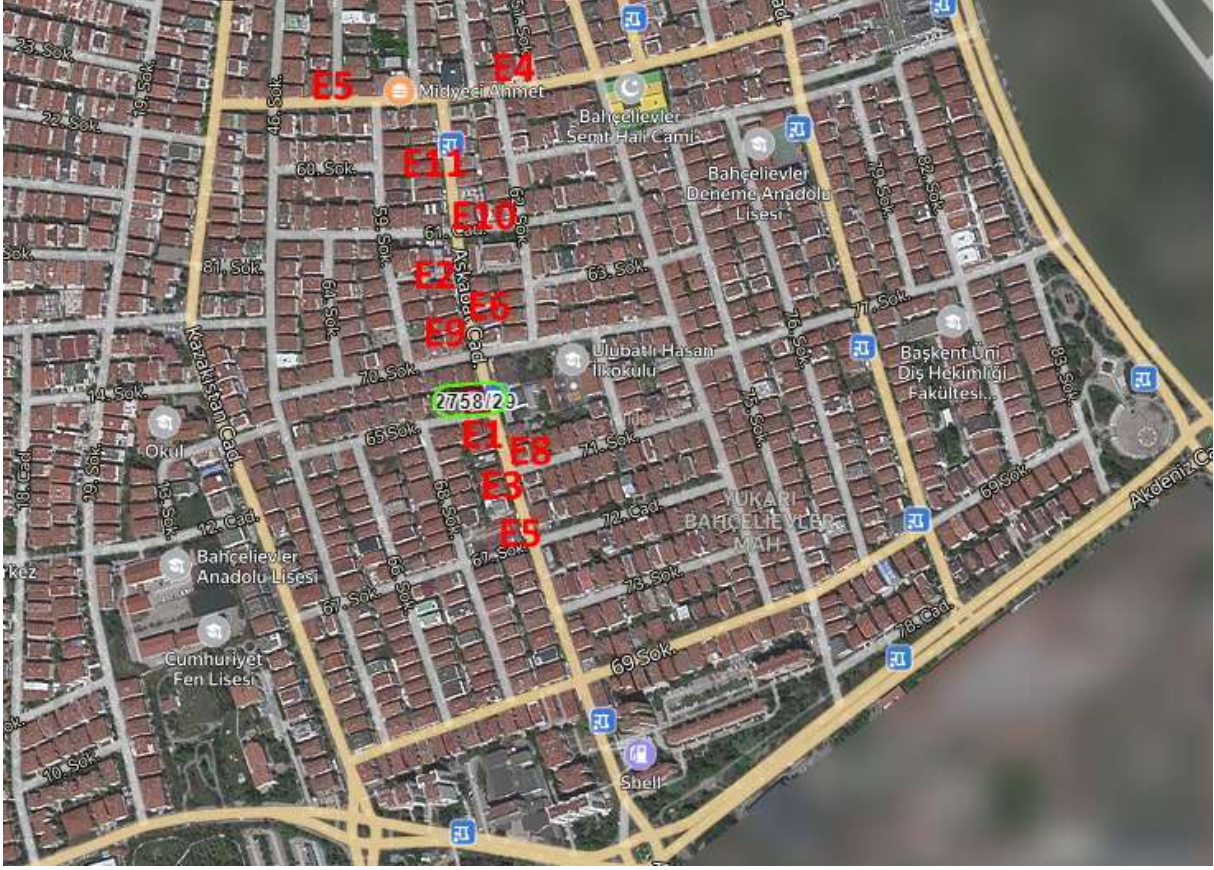 23. Sok.
19. Sok.
22. Sok.
46. Sok.
E5
Midyeci Ahmet
E4
Bahçelievler
Semt Hali Cami
Bahçelievler
Deneme Anadolu
Lisesi
79. Sok.
82. Sok.
60. Sok.
E11
59. Sok.
E10
62. Sok.
61. Cad.
Sok.
81. Sok.
64. Sok.
E2
Aşkabat Cad.
63. Sok.
E6
E9
77. Sok.
76. Sok.
Kazakistan Cad.
70. Sok.
Ulubatlı Hasan
İlkokulu
Başkent Üni
Diş Hekimliği
Fakültesi...
83. Sok.
14. Sok.
2758/29
65. Sok.
E1
E8
71. Sok.
75. Sok.
Okul
18. Cad.
19. Sok.
13. Sok.
12. Cad.
68. Sok.
E3
72. Cad.
YUKARI
BAHÇELİEVLER
MAH.
69. Sok.
Akdeniz Ca
E5
67. Sok.
Bahçelievler
Anadolu Lisesi
rkez
66. Sok.
67. Sok.
73. Sok.
78. Cad.
Cumhuriyet
Fen Lisesi
69 Sok.
10. Sok.
Shell